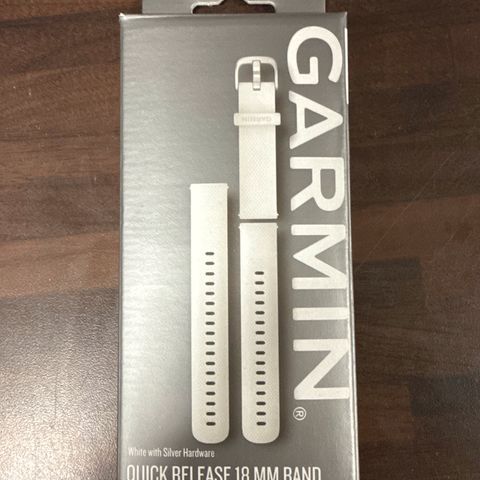 GARMIN®
GARMIN
White with Silver Hardware
QUICK RELEASE 18 MM BAND